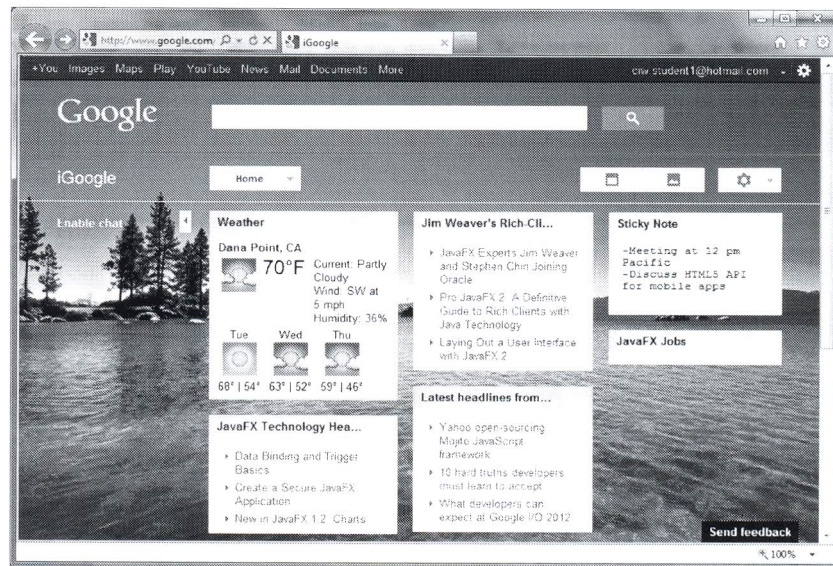 http://www.google.com/
iGoogle
+You Images Maps Play YouTube News Mail Documents More
cnw.student1@hotmail.com
Google
iGoogle
Home
Enable chat
Weather
Dana Point, CA
70°F
Current: Partly
Cloudy
Wind: SW at
5 mph
Humidity: 36%
Tue Wed Thu
68° | 54° 63° | 52° 59° | 46°
JavaFX Technology Hea...
Data Binding and Trigger
Basics
Create a Secure JavaFX
Application
New in JavaFX 1.2: Charts
Jim Weaver's Rich-Cli...
JavaFX Experts Jim Weaver
and Stephen Chin Joining
Oracle
Pro JavaFX 2: A Definitive
Guide to Rich Clients with
Java Technology
Laying Out a User Interface
with JavaFX 2
Latest headlines from...
Yahoo open-sourcing
Mojito JavaScript
framework
10 hard truths developers
must learn to accept
What developers can
expect at Google I/O 2012
Sticky Note
-Meeting at 12 pm
Pacific
-Discuss HTML5 API
for mobile apps
JavaFX Jobs
Send feedback
100%